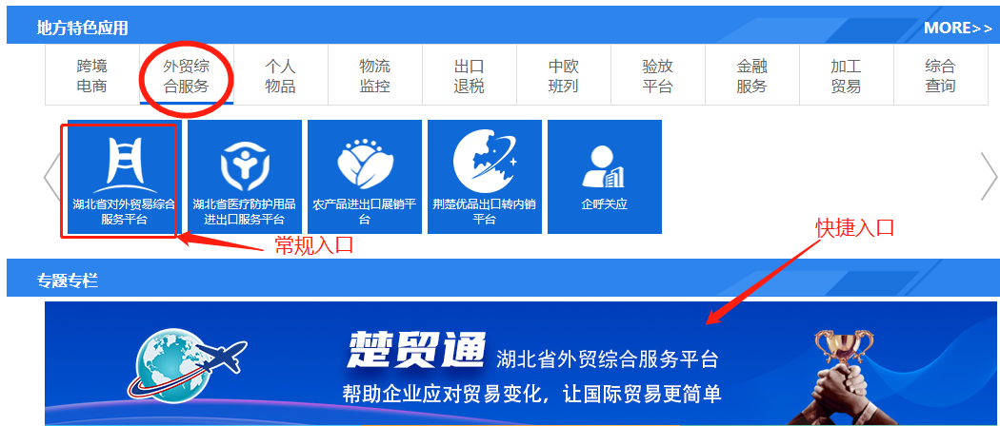 地方特色应用
MORE>>
跨境
电商
外贸综
合服务
个人
物品
物流
监控
出口
退税
中欧
班列
验放
平台
金融
服务
加工
贸易
综合
查询
湖北省对外贸易综合
服务平台
湖北省医疗防护用品
进出口服务平台
农产品进出口展销平
台
荆楚优品出口转内销
平台
企呼关应
常规入口
快捷入口
专题专栏
楚贸通 湖北省外贸综合服务平台
帮助企业应对贸易变化，让国际贸易更简单